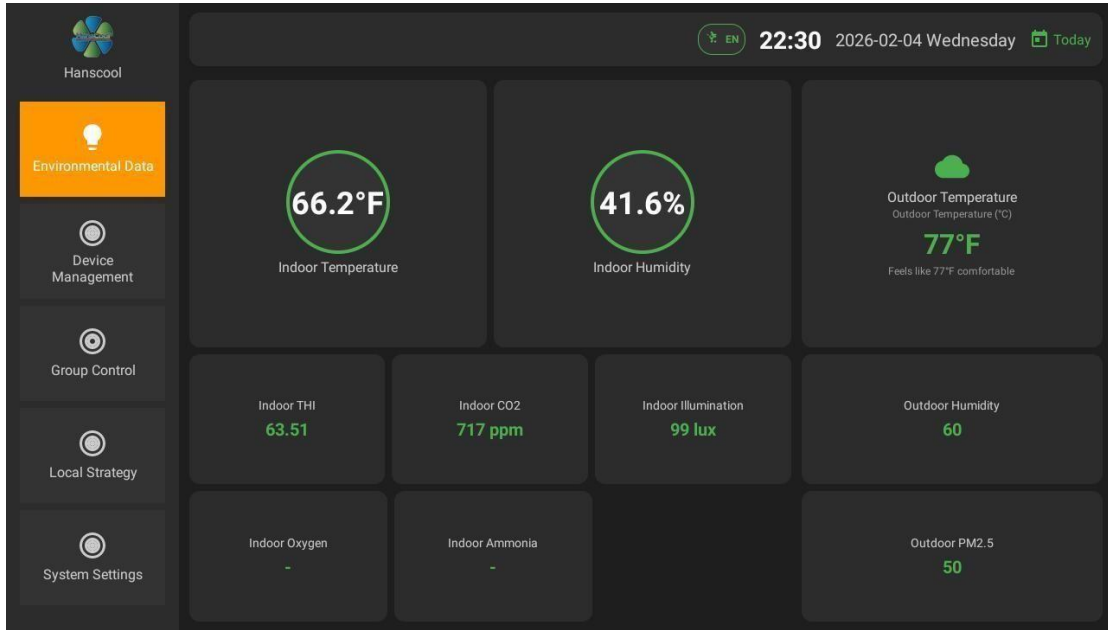 Hanscool
EN
22:30
2026-02-04 Wednesday
Today
Environmental Data
Device
Management
Group Control
Local Strategy
System Settings
66.2°F
Indoor Temperature
41.6%
Indoor Humidity
Outdoor Temperature
Outdoor Temperature (°C)
77°F
Feels like 77°F comfortable
Indoor THI
63.51
Indoor CO2
717 ppm
Indoor Illumination
99 lux
Outdoor Humidity
60
Indoor Oxygen
-
Indoor Ammonia
-
Outdoor PM2.5
50